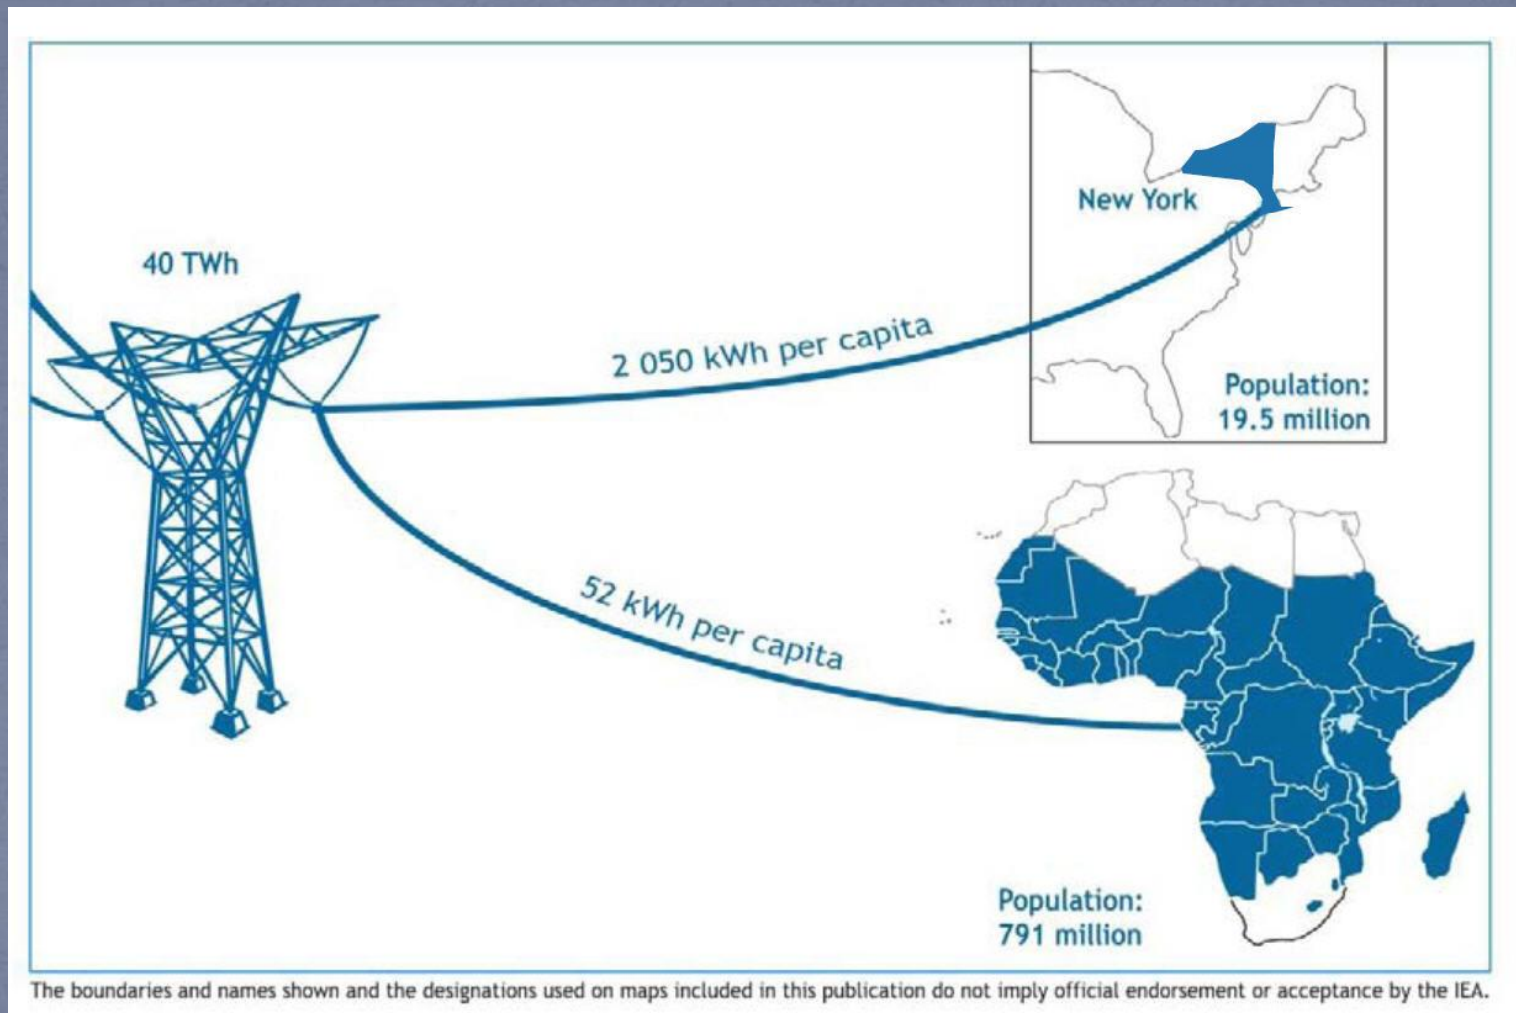 40 TWh
2 050 kWh per capita
New York
Population:
19.5 million
52 kWh per capita
Population:
791 million
The boundaries and names shown and the designations used on maps included in this publication do not imply official endorsement or acceptance by the IEA.